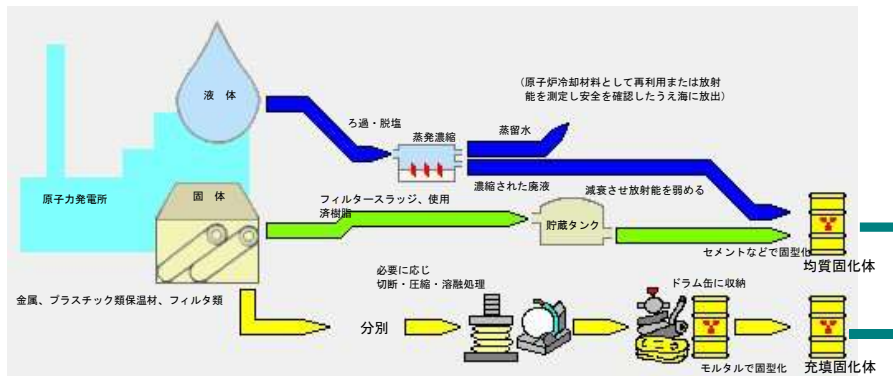 (原子炉冷却材料として再利用または放射
能を測定し安全を確認したうえ海に放出)
液 体
ろ過・脱塩
蒸発濃縮
蒸留水
原子力発電所
固 体
フィルタースラッジ、使用
済樹脂
濃縮された廃液
減衰させ放射能を弱める
貯蔵タンク
セメントなどで固型化
均質固化体
金属、プラスチック類保温材、フィルタ類
必要に応じ
切断・圧縮・溶融処理
分別
ドラム缶に収納
モルタルで固型化
充填固化体